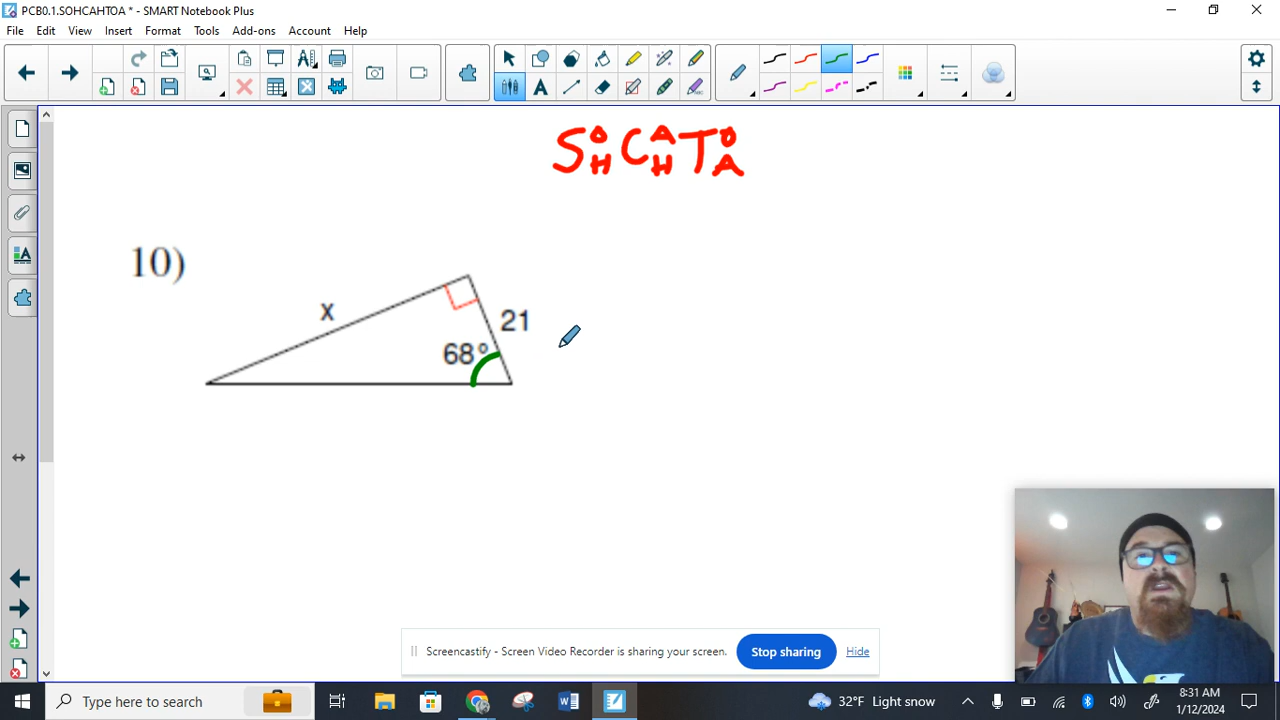 PCB0.1.SOHCAHTOA * - SMART Notebook Plus
File Edit View Insert Format Tools Add-ons Account Help
S O H C A H T O A
10)
x
21
68°
Screencastify - Screen Video Recorder is sharing your screen.
Stop sharing
Hide
Type here to search
32°F Light snow
8:31 AM
1/12/2024